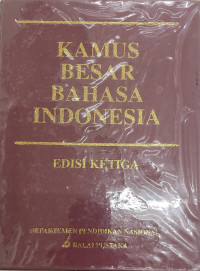 KAMUS
BESAR
BAHASA
INDONESIA
EDISI KETIGA
DEPARTEMEN PENDIDIKAN NASIONAL
BALAI PUSTAKA